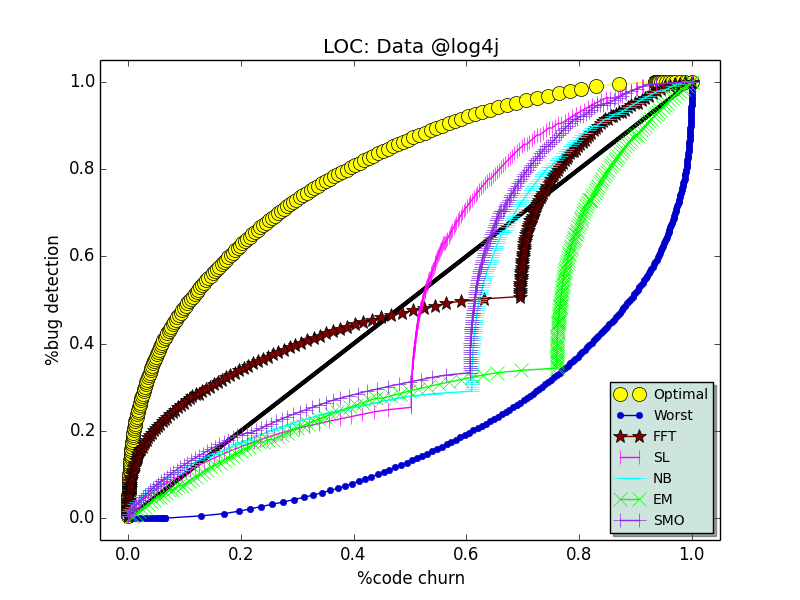 LOC: Data @log4j
%bug detection
1.0
0.8
0.6
0.4
0.2
0.0
0.0 0.2 0.4 0.6 0.8 1.0
%code churn
Optimal
Worst
FFT
SL
NB
EM
SMO